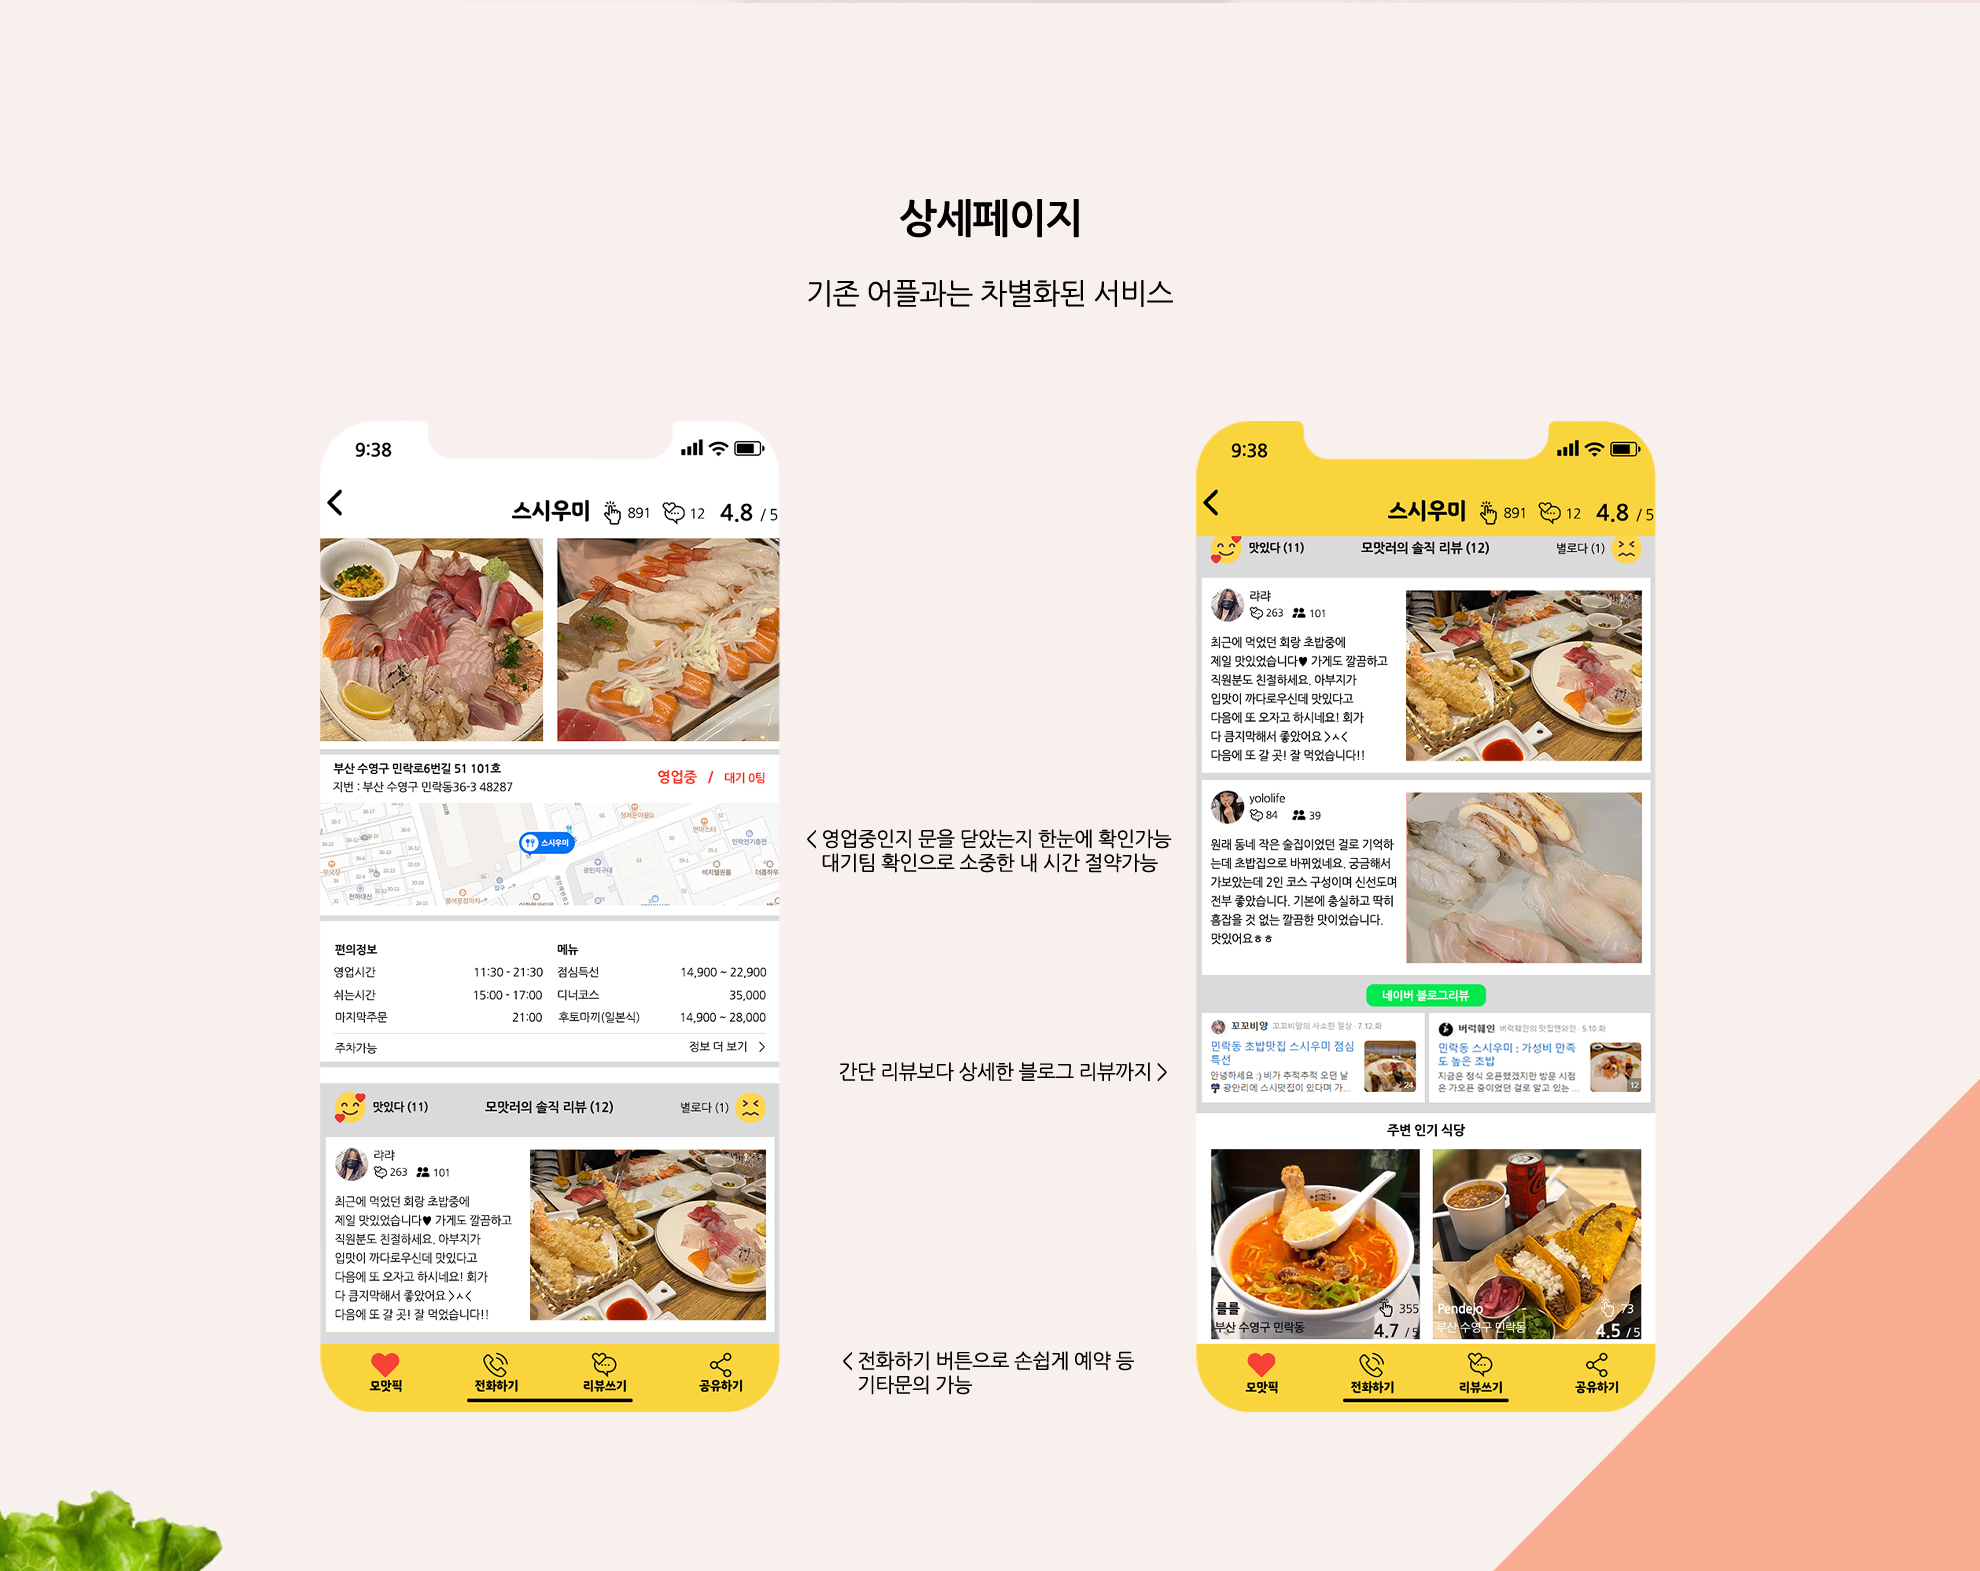 상세페이지
기존 어플과는 차별화된 서비스
9:38
스시우미 891 12 4.8 / 5
부산 수영구 민락로6번길 51 101호
지번 : 부산 수영구 민락동36-3 48287
영업중 / 대기 0팀
스시우미
편의정보
영업시간 11:30 - 21:30
쉬는시간 15:00 - 17:00
마지막주문 21:00
메뉴
점심특선 14,900 ~ 22,900
디너코스 35,000
후토마끼(일본식) 14,900 ~ 28,000
주차가능 정보 더 보기 >
맛있다 (11) 모맛러의 솔직 리뷰 (12) 별로다 (1)
랴랴
263 101
최근에 먹었던 회랑 초밥중에
제일 맛있었습니다♥ 가게도 깔끔하고
직원분도 친절하세요. 아부지가
입맛이 까다로우신데 맛있다고
다음에 또 오자고 하시네요! 회가
다 큼지막해서 좋았어요 >ㅅ<
다음에 또 갈 곳! 잘 먹었습니다!!
모맛픽 전화하기 리뷰쓰기 공유하기
< 영업중인지 문을 닫았는지 한눈에 확인가능
대기팀 확인으로 소중한 내 시간 절약가능
간단 리뷰보다 상세한 블로그 리뷰까지 >
< 전화하기 버튼으로 손쉽게 예약 등
기타문의 가능
9:38
스시우미 891 12 4.8 / 5
맛있다 (11) 모맛러의 솔직 리뷰 (12) 별로다 (1)
랴랴
263 101
최근에 먹었던 회랑 초밥중에
제일 맛있었습니다♥ 가게도 깔끔하고
직원분도 친절하세요. 아부지가
입맛이 까다로우신데 맛있다고
다음에 또 오자고 하시네요! 회가
다 큼지막해서 좋았어요 >ㅅ<
다음에 또 갈 곳! 잘 먹었습니다!!
yololife
84 39
원래 동네 작은 술집이었던 걸로 기억하
는데 초밥집으로 바뀌었네요. 궁금해서
가보았는데 2인 코스 구성이며 신선도며
전부 좋았습니다. 기본에 충실하고 딱히
흠잡을 것 없는 깔끔한 맛이었습니다.
맛있어요ㅎㅎ
네이버 블로그리뷰
꼬꼬비양 꼬꼬비양의 사소한 일상 · 7.12.화
민락동 초밥맛집 스시우미 점심
특선
안녕하세요 :) 비가 추적추적 오던 날
광안리에 스시맛집이 있다며 가...
24
버럭훼인 버럭훼인의 맛집앤와인 · 5.10.화
민락동 스시우미 : 가성비 만족
도 높은 초밥
지금은 정식 오픈했겠지만 방문 시점
은 가오픈 중이었던 걸로 알고 있는 ...
12
주변 인기 식당
355
부산 수영구 민락동 4.7 / 5
Pendejo 73
부산 수영구 민락동 4.5 / 5
모맛픽 전화하기 리뷰쓰기 공유하기